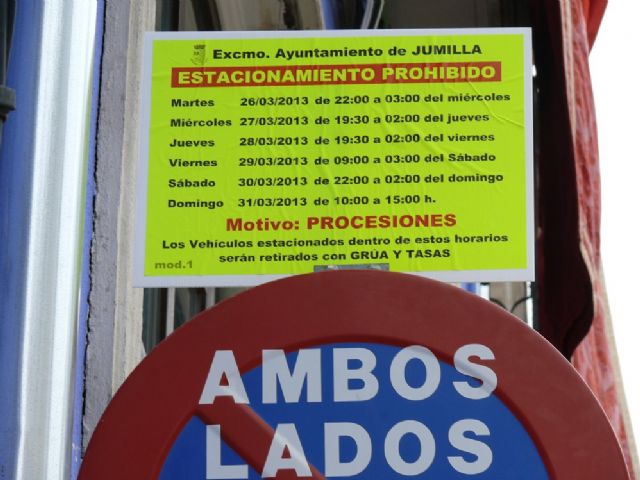 Excmo. Ayuntamiento de JUMILLA
ESTACIONAMIENTO PROHIBIDO
Martes 26/03/2013 de 22:00 a 03:00 del miércoles
Miércoles 27/03/2013 de 19:30 a 02:00 del jueves
Jueves 28/03/2013 de 19:30 a 02:00 del viernes
Viernes 29/03/2013 de 09:00 a 03:00 del Sábado
Sábado 30/03/2013 de 22:00 a 02:00 del domingo
Domingo 31/03/2013 de 10:00 a 15:00 h.
Motivo: PROCESIONES
Los Vehículos estacionados dentro de estos horarios
serán retirados con GRÚA Y TASAS
mod.1
AMBOS
LADOS